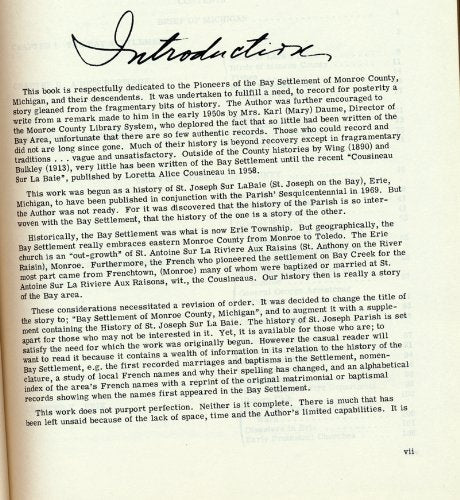 Introduction
This book is respectfully dedicated to the Pioneers of the Bay Settlement of Monroe County,
Michigan, and their descendents. It was undertaken to fullfill a need, to record for posterity a
story gleaned from the fragmentary bits of history. The Author was further encouraged to
write from a remark made to him in the early 1950s by Mrs. Karl (Mary) Daume, Director of
the Monroe County Library System, who deplored the fact that so little had been written of the
Bay Area, unfortunate that there are so few authentic records. Those who could record and
did not are long since gone. Much of their history is beyond recovery except in fragramentary
traditions . . . vague and unsatisfactory. Outside of the County histories by Wing (1890) and
Bulkley (1913), very little has been written of the Bay Settlement until the recent "Cousineau
Sur La Baie", published by Loretta Alice Cousineau in 1958.
This work was begun as a history of St. Joseph Sur LaBaie (St. Joseph on the Bay), Erie,
Michigan, to have been published in conjunction with the Parish' Sesquicentennial in 1969. But
the Author was not ready. For it was discovered that the history of the Parish is so inter-
woven with the Bay Settlement, that the history of the one is a story of the other.
Historically, the Bay Settlement was what is now Erie Township. But geographically, the
Bay Settlement really embraces eastern Monroe County from Monroe to Toledo. The Erie
church is an "out-growth" of St. Antoine Sur La Riviere Aux Raisins (St. Anthony on the River
Raisin), Monroe. Furthermore, the French who pioneered the settlement on Bay Creek for the
most part came from Frenchtown, (Monroe) many of whom were baptized or married at St.
Antoine Sur La Riviere Aux Raisons, wit., the Cousineaus. Our history then is really a story
of the Bay area.
These considerations necessitated a revision of order. It was decided to change the title of
the story to; "Bay Settlement of Monroe County, Michigan", and to augment it with a supple-
ment containing the History of St. Joseph Sur La Baie. The history of St. Joseph Parish is set
apart for those who may not be interested in it. Yet, it is available for those who are; to
satisfy the need for which the work was originally begun. However the casual reader will
want to read it because it contains a wealth of information in its relation to the history of the
Bay Settlement, e.g. the first recorded marriages and baptisms in the Settlement, nomen-
clature, a study of local French names and why their spelling has changed, and an alphabetical
index of the area's French names with a reprint of the original matrimonial or baptismal
records showing when the names first appeared in the Bay Settlement.
This work does not purport perfection. Neither is it complete. There is much that has
been left unsaid because of the lack of space, time and the Author's limited capabilities. It is
vii